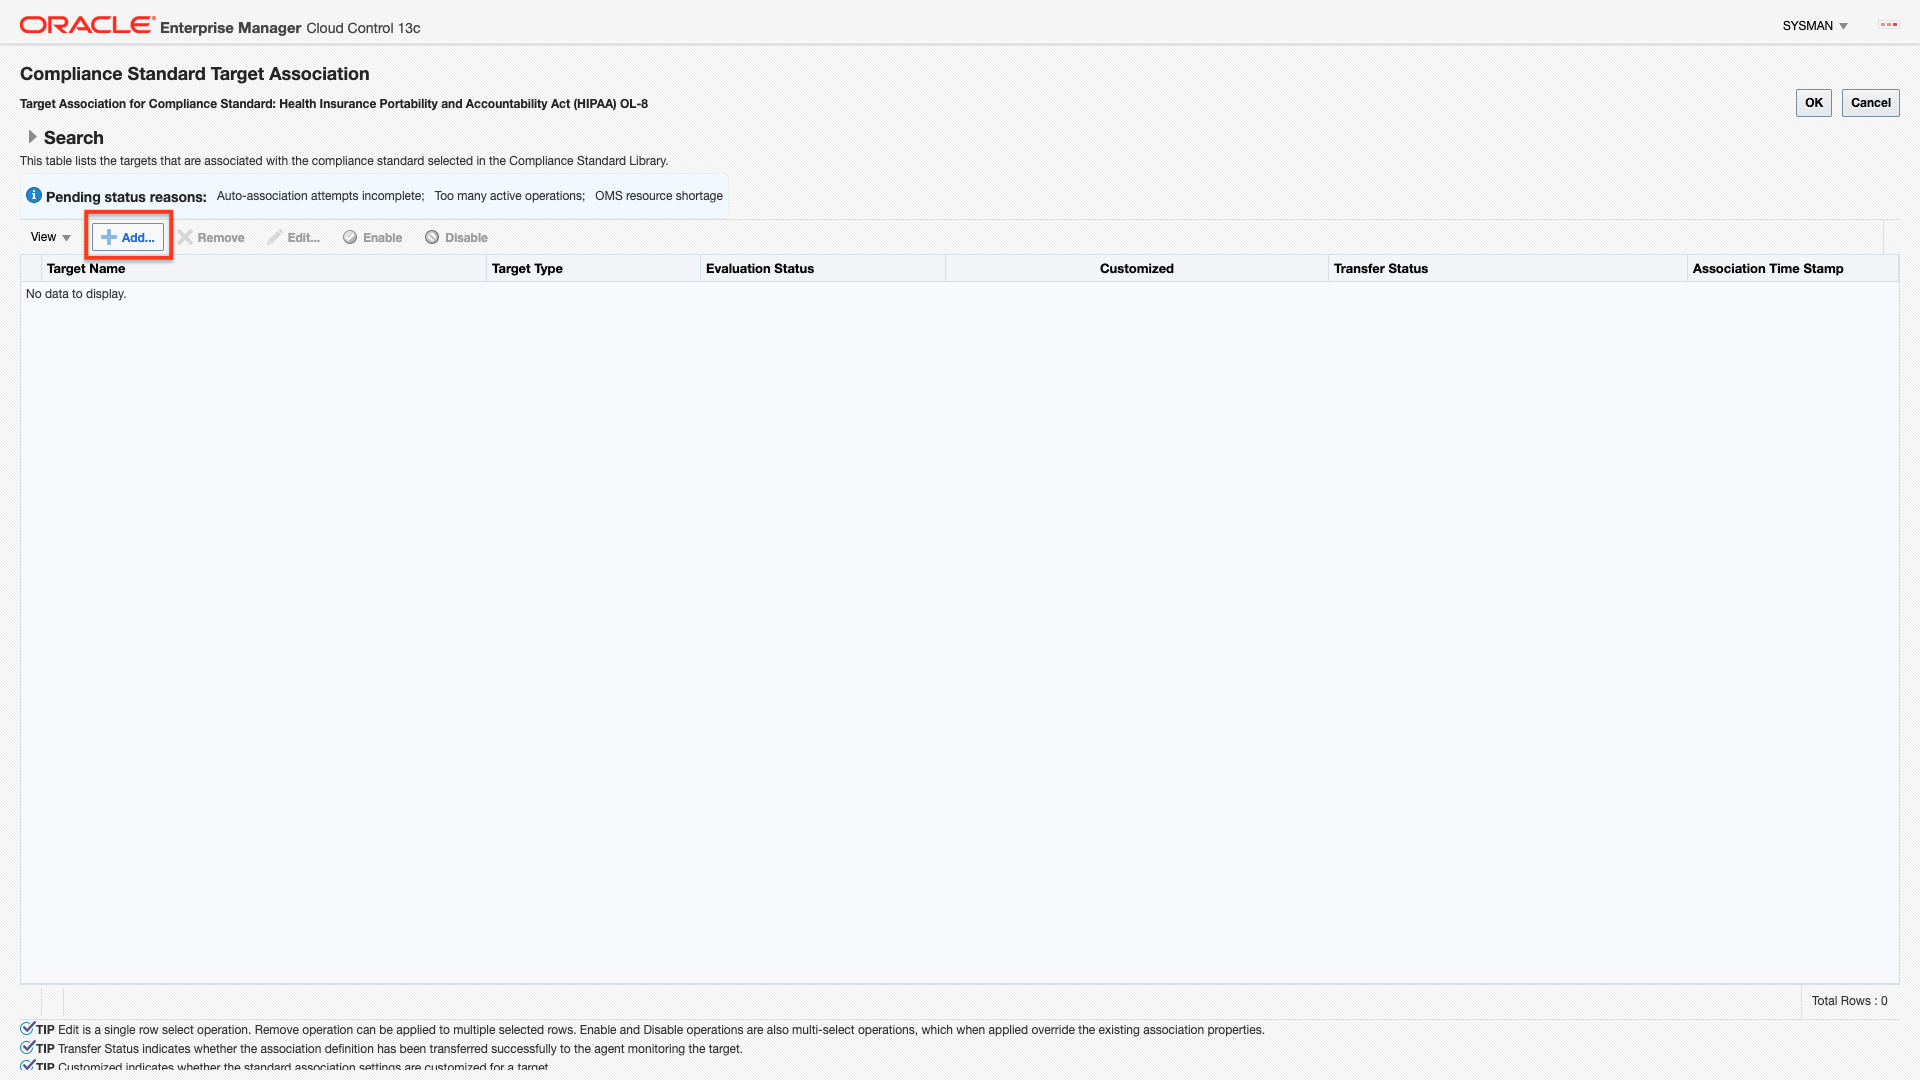 ORACLE Enterprise Manager Cloud Control 13c
SYSMAN
Compliance Standard Target Association
Target Association for Compliance Standard: Health Insurance Portability and Accountability Act (HIPAA) OL-8
OK Cancel
Search
This table lists the targets that are associated with the compliance standard selected in the Compliance Standard Library.
Pending status reasons: Auto-association attempts incomplete; Too many active operations; OMS resource shortage
View Add... Remove Edit... Enable Disable
Target Name Target Type Evaluation Status Customized Transfer Status Association Time Stamp
No data to display.
Total Rows : 0
TIP Edit is a single row select operation. Remove operation can be applied to multiple selected rows. Enable and Disable operations are also multi-select operations, which when applied override the existing association properties.
TIP Transfer Status indicates whether the association definition has been transferred successfully to the agent monitoring the target.
TIP Customized indicates whether the standard association settings are customized for a target